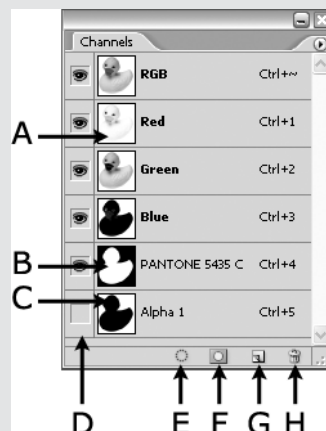 Channels
RGB Ctrl+~
A Red Ctrl+1
Green Ctrl+2
Blue Ctrl+3
B PANTONE 5435 C Ctrl+4
C Alpha 1 Ctrl+5
D E F G H